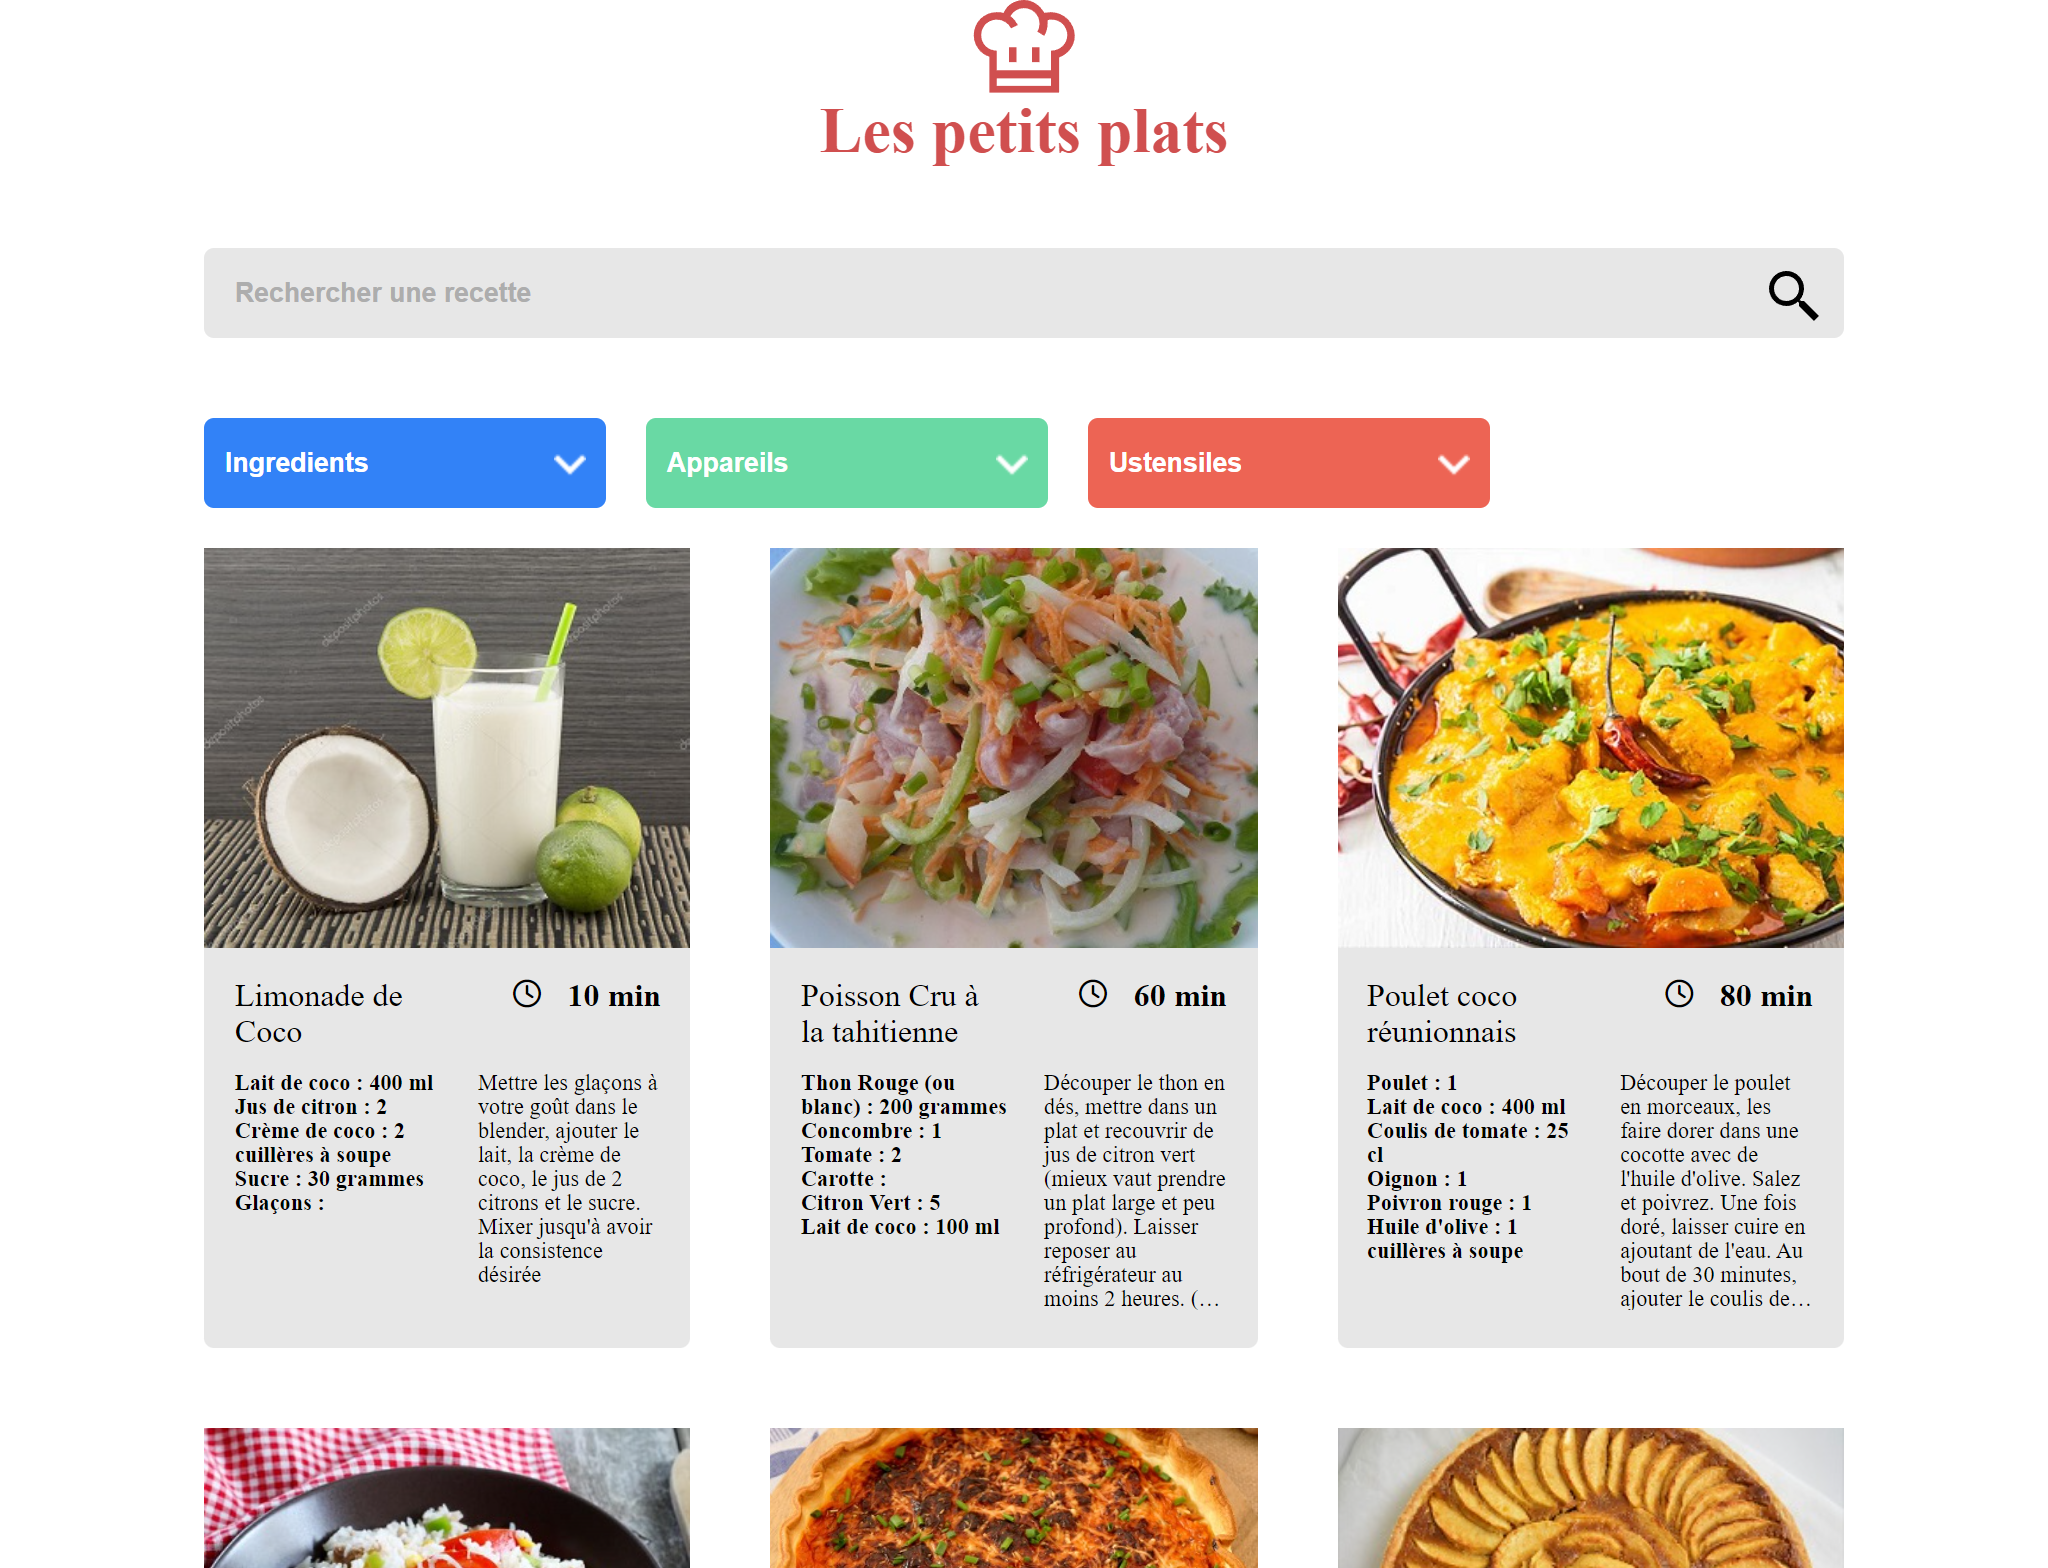 Les petits plats
Rechercher une recette
Ingredients
Appareils
Ustensiles
depositphotos
depositphotos
depositphotos
depositphotos
Limonade de
Coco
10 min
Lait de coco : 400 ml
Jus de citron : 2
Crème de coco : 2
cuillères à soupe
Sucre : 30 grammes
Glaçons :
Mettre les glaçons à
votre goût dans le
blender, ajouter le
lait, la crème de
coco, le jus de 2
citrons et le sucre.
Mixer jusqu'à avoir
la consistence
désirée
Poisson Cru à
la tahitienne
60 min
Thon Rouge (ou
blanc) : 200 grammes
Concombre : 1
Tomate : 2
Carotte :
Citron Vert : 5
Lait de coco : 100 ml
Découper le thon en
dés, mettre dans un
plat et recouvrir de
jus de citron vert
(mieux vaut prendre
un plat large et peu
profond). Laisser
reposer au
réfrigérateur au
moins 2 heures. (…
Poulet coco
réunionnais
80 min
Poulet : 1
Lait de coco : 400 ml
Coulis de tomate : 25
cl
Oignon : 1
Poivron rouge : 1
Huile d'olive : 1
cuillères à soupe
Découper le poulet
en morceaux, les
faire dorer dans une
cocotte avec de
l'huile d'olive. Salez
et poivrez. Une fois
doré, laisser cuire en
ajoutant de l'eau. Au
bout de 30 minutes,
ajouter le coulis de…